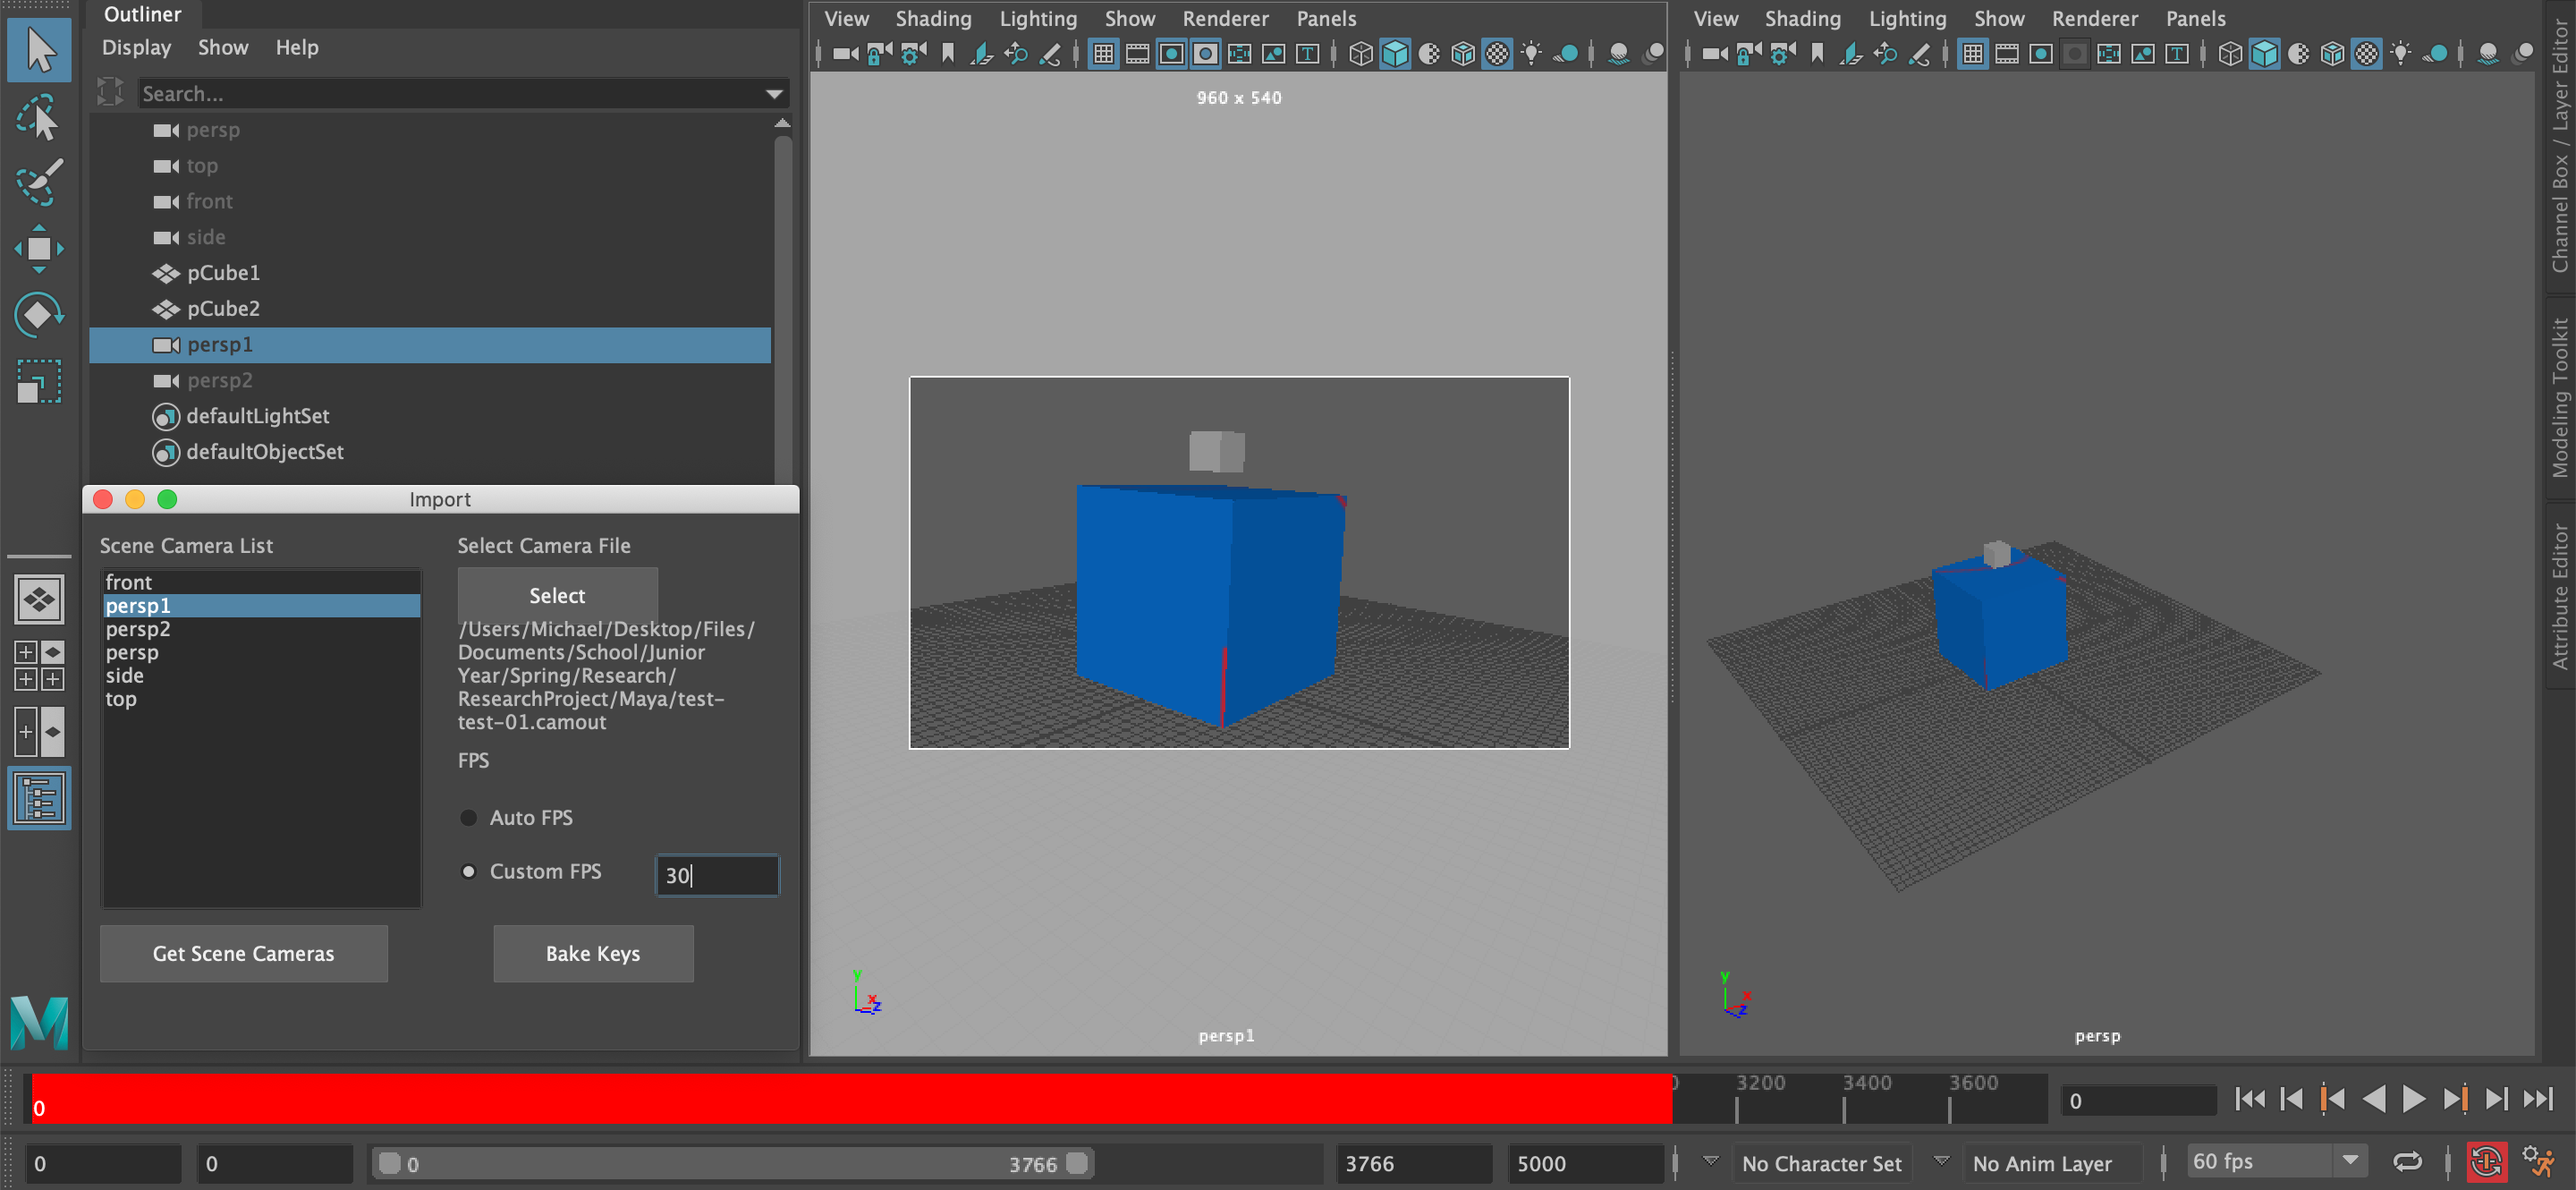 Outliner
Display Show Help
Search...
persp
top
front
side
pCube1
pCube2
persp1
persp2
defaultLightSet
defaultObjectSet
Import
Scene Camera List
front
persp1
persp2
persp
side
top
Get Scene Cameras
Select Camera File
Select
/Users/Michael/Desktop/Files/
Documents/School/Junior
Year/Spring/Research/
ResearchProject/Maya/test-
test-01.camout
FPS
Auto FPS
Custom FPS 30
Bake Keys
View Shading Lighting Show Renderer Panels
T
960 x 540
y
x
z
persp1
View Shading Lighting Show Renderer Panels
T
y
x
z
persp
Channel Box / Layer Editor
Modeling Toolkit
Attribute Editor
M
0 3200 3400 3600 0
0 0 0 3766 3766 5000 No Character Set No Anim Layer 60 fps